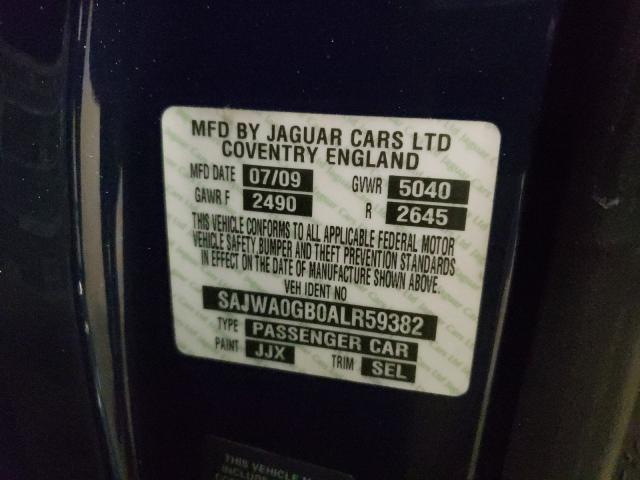 MFD BY JAGUAR CARS LTD
COVENTRY ENGLAND
MFD DATE 07/09 GVWR 5040
GAWR F 2490 R 2645
THIS VEHICLE CONFORMS TO ALL APPLICABLE FEDERAL MOTOR
VEHICLE SAFETY, BUMPER AND THEFT PREVENTION STANDARDS
IN EFFECT ON THE DATE OF MANUFACTURE SHOWN ABOVE.
VEH IDENT NO
SAJWA0GB0ALR59382
TYPE PASSENGER CAR
PAINT JJX TRIM SEL
THIS VEHICLE